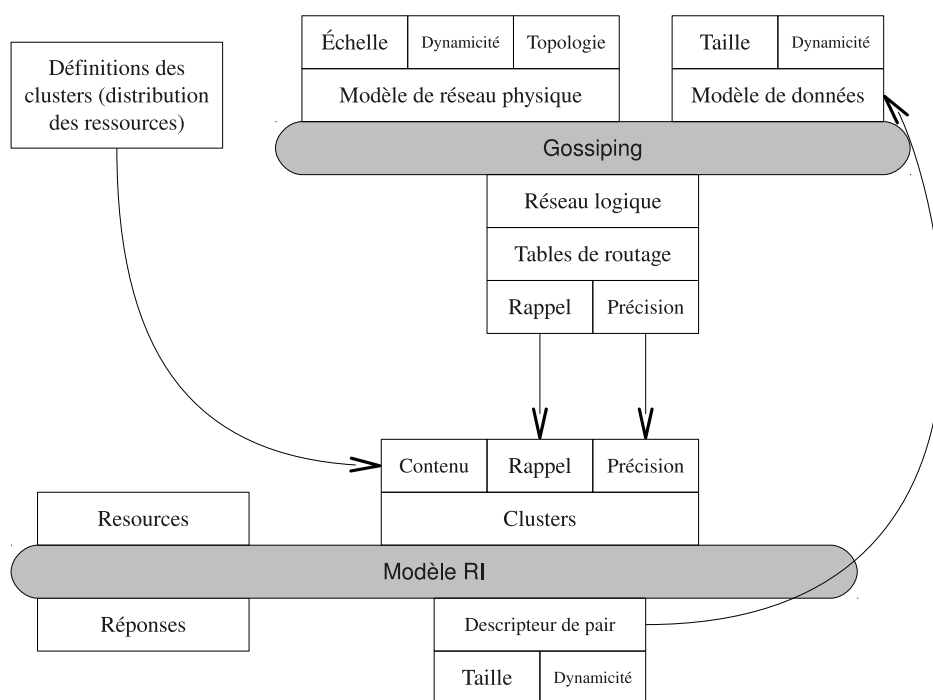 Échelle
Dynamicité
Topologie
Taille
Dynamicité
Définitions des
clusters (distribution
des ressources)
Modèle de réseau physique
Modèle de données
Gossiping
Réseau logique
Tables de routage
Rappel
Précision
Contenu
Rappel
Précision
Resources
Clusters
Modèle RI
Réponses
Descripteur de pair
Taille
Dynamicité